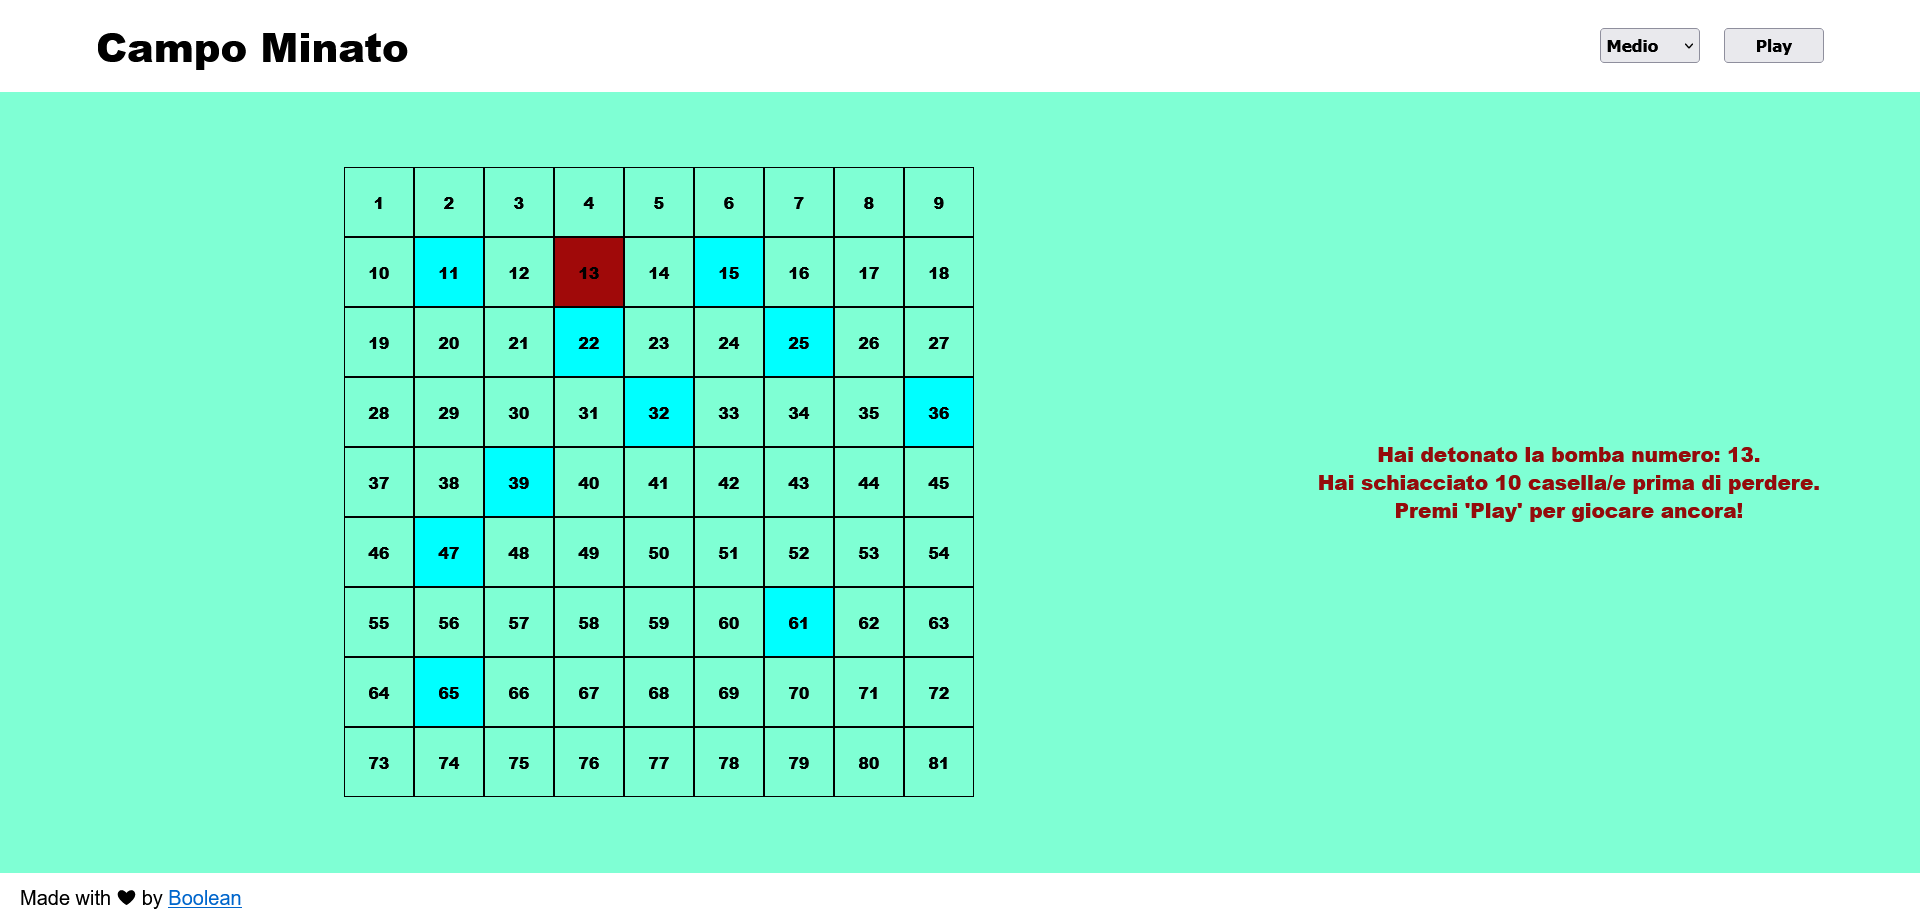 Campo Minato
Medio
Play
1 2 3 4 5 6 7 8 9
10 11 12 13 14 15 16 17 18
19 20 21 22 23 24 25 26 27
28 29 30 31 32 33 34 35 36
37 38 39 40 41 42 43 44 45
46 47 48 49 50 51 52 53 54
55 56 57 58 59 60 61 62 63
64 65 66 67 68 69 70 71 72
73 74 75 76 77 78 79 80 81
Hai detonato la bomba numero: 13.
Hai schiacciato 10 casella/e prima di perdere.
Premi 'Play' per giocare ancora!
Made with ♥ by Boolean